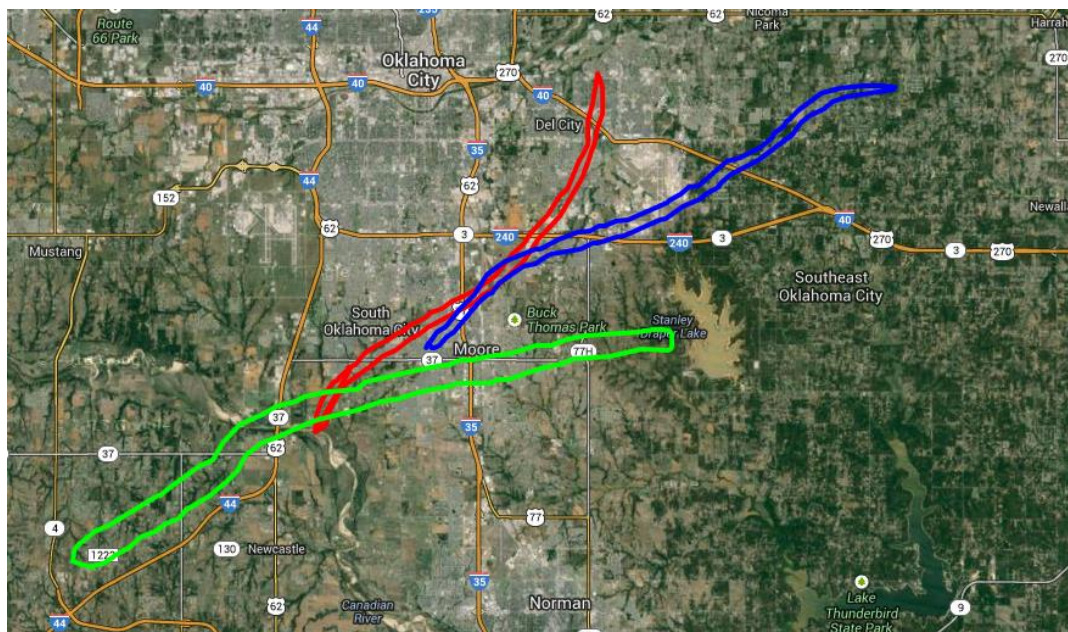 Route
66 Park
44
235
62
62
Nicoma
Park
Harrah
Oklahoma
City
270
270
40
40
40
Del City
35
44
152
62
62
3
240
240
3
40
270
3
270
Newalla
Mustang
Southeast
Oklahoma City
South
Oklahoma City
Buck
Thomas Park
Stanley
Draper Lake
Moore
37
77H
37
62
35
37
44
4
1222
130
Newcastle
77
35
62
Canadian
River
Norman
Lake
Thunderbird
State Park
9
44